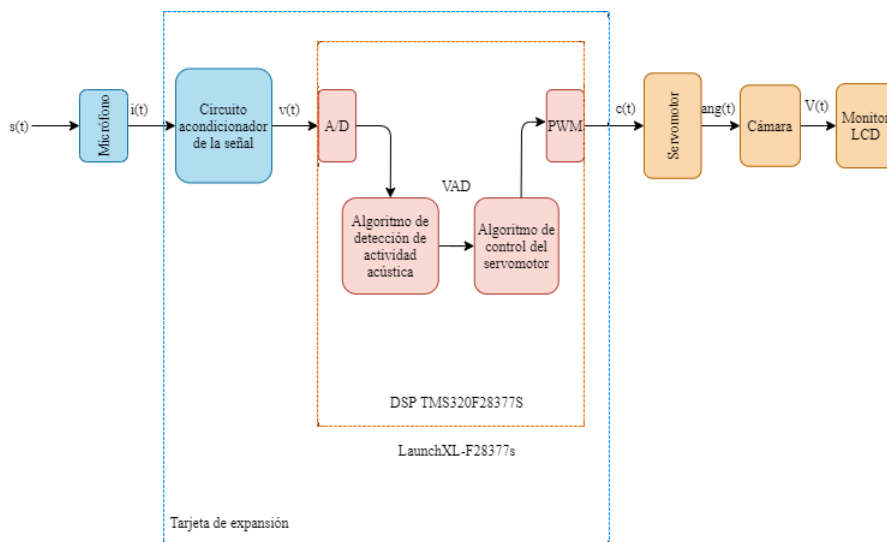 s(t)
Micrófono
i(t)
Circuito
acondicionador
de la señal
v(t)
A/D
Algoritmo de
detección de
actividad
acústica
VAD
Algoritmo de
control del
servomotor
PWM
c(t)
Servomotor
ang(t)
Cámara
V(t)
Monitor
LCD
DSP TMS320F28377S
LaunchXL-F28377s
Tarjeta de expansión